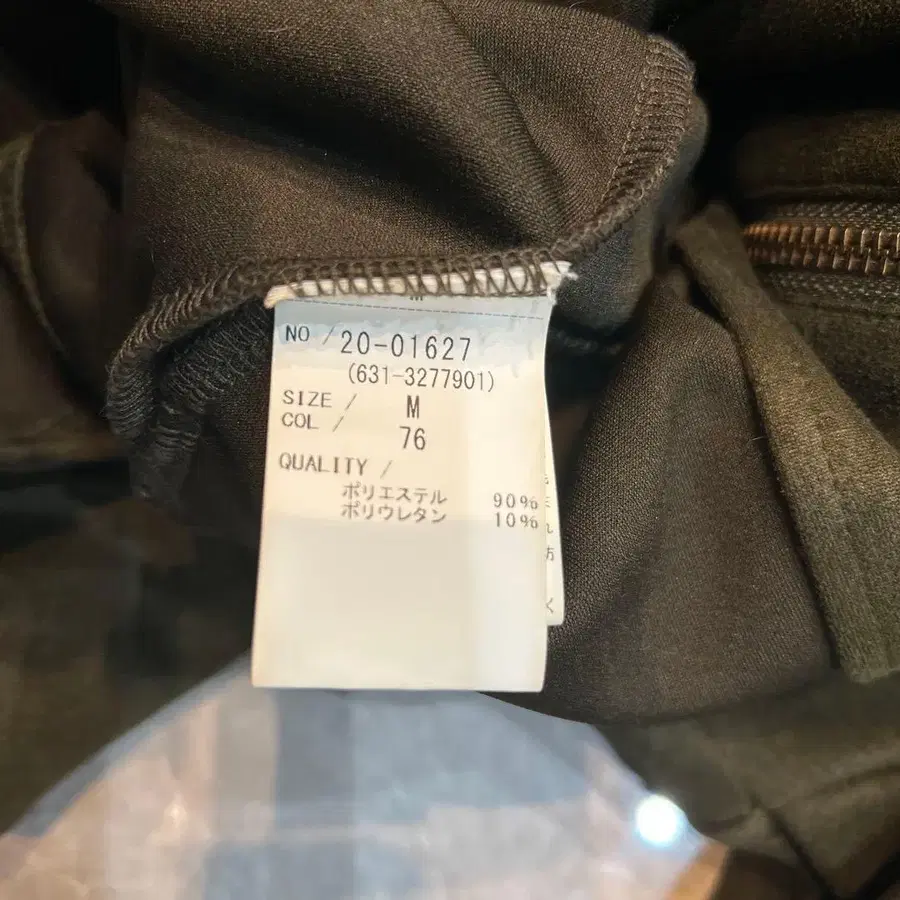 NO / 20-01627
(631-3277901)
SIZE / M
COL / 76
QUALITY /
ポリエステル 90%
ポリウレタン 10%